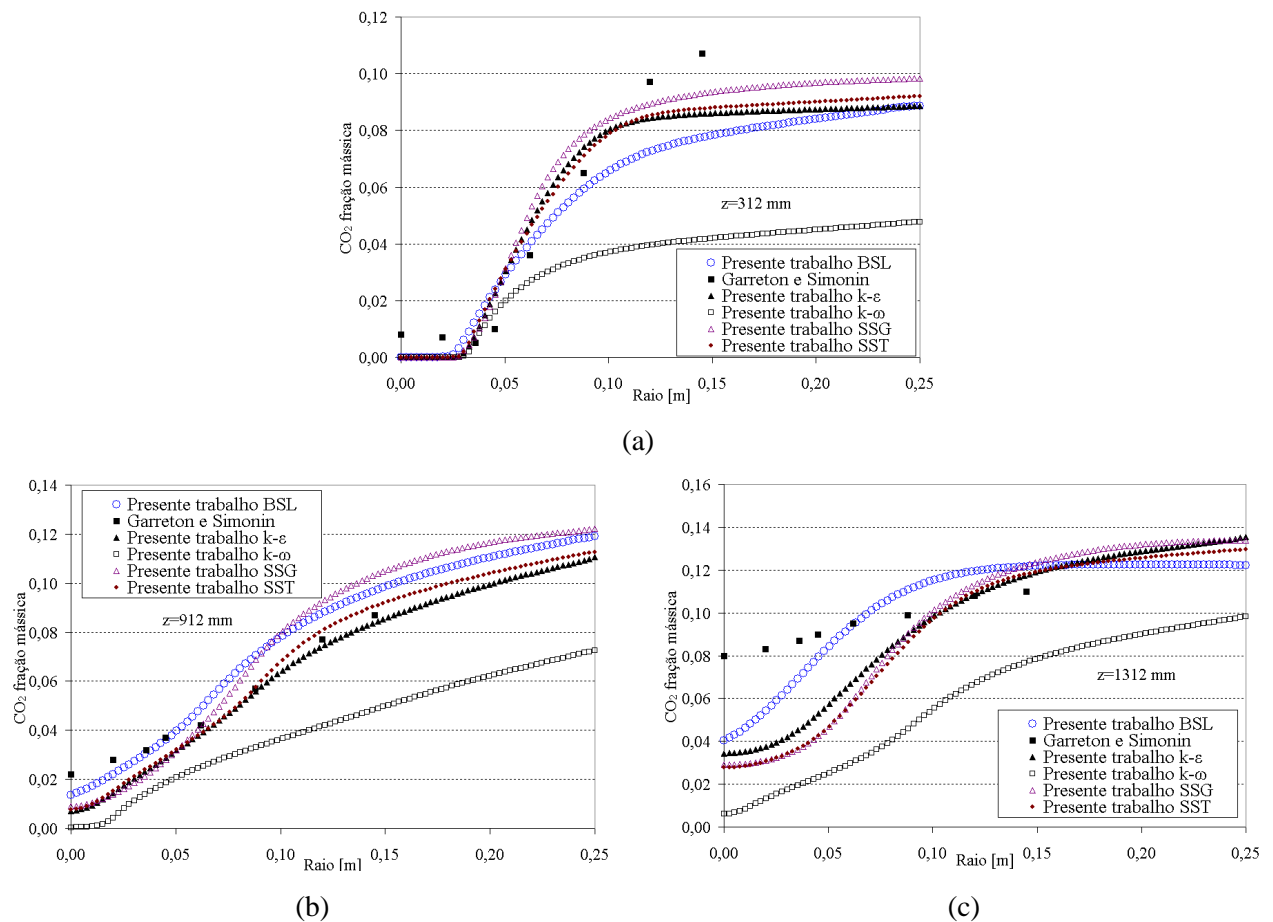 0,12
0,10
0,08
0,06
0,04
0,02
0,00
CO₂ fração mássica
z=312 mm
Presente trabalho BSL
Garreton e Simonin
Presente trabalho k-ε
Presente trabalho k-ω
Presente trabalho SSG
Presente trabalho SST
0,00 0,05 0,10 0,15 0,20 0,25
Raio [m]
(a)
0,14
0,12
0,10
0,08
0,06
0,04
0,02
0,00
CO₂ fração mássica
Presente trabalho BSL
Garreton e Simonin
Presente trabalho k-ε
Presente trabalho k-ω
Presente trabalho SSG
Presente trabalho SST
z=912 mm
0,00 0,05 0,10 0,15 0,20 0,25
Raio [m]
(b)
0,16
0,14
0,12
0,10
0,08
0,06
0,04
0,02
0,00
CO₂ fração mássica
z=1312 mm
Presente trabalho BSL
Garreton e Simonin
Presente trabalho k-ε
Presente trabalho k-ω
Presente trabalho SSG
Presente trabalho SST
0,00 0,05 0,10 0,15 0,20 0,25
Raio [m]
(c)